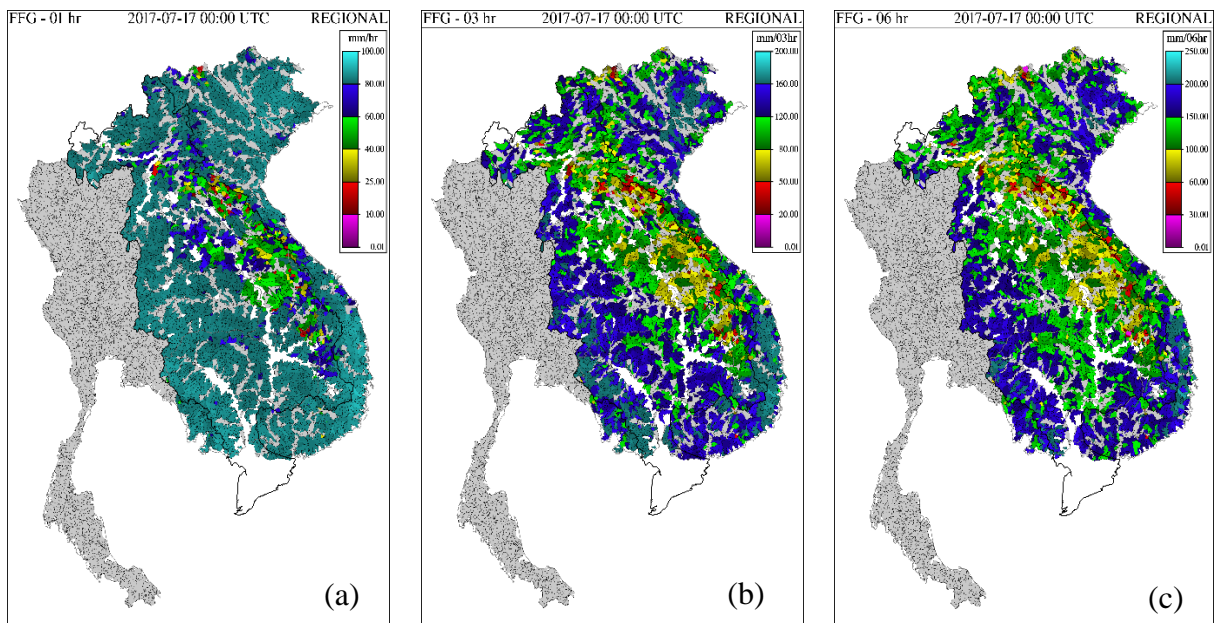 FFG - 01 hr 2017-07-17 00:00 UTC REGIONAL
mm/hr
100.00
80.00
60.00
40.00
25.00
10.00
0.01
(a)
FFG - 03 hr 2017-07-17 00:00 UTC REGIONAL
mm/03hr
200.00
160.00
120.00
100.00
60.00
20.00
0.01
(b)
FFG - 06 hr 2017-07-17 00:00 UTC REGIONAL
mm/06hr
250.00
200.00
150.00
100.00
60.00
30.00
0.01
(c)